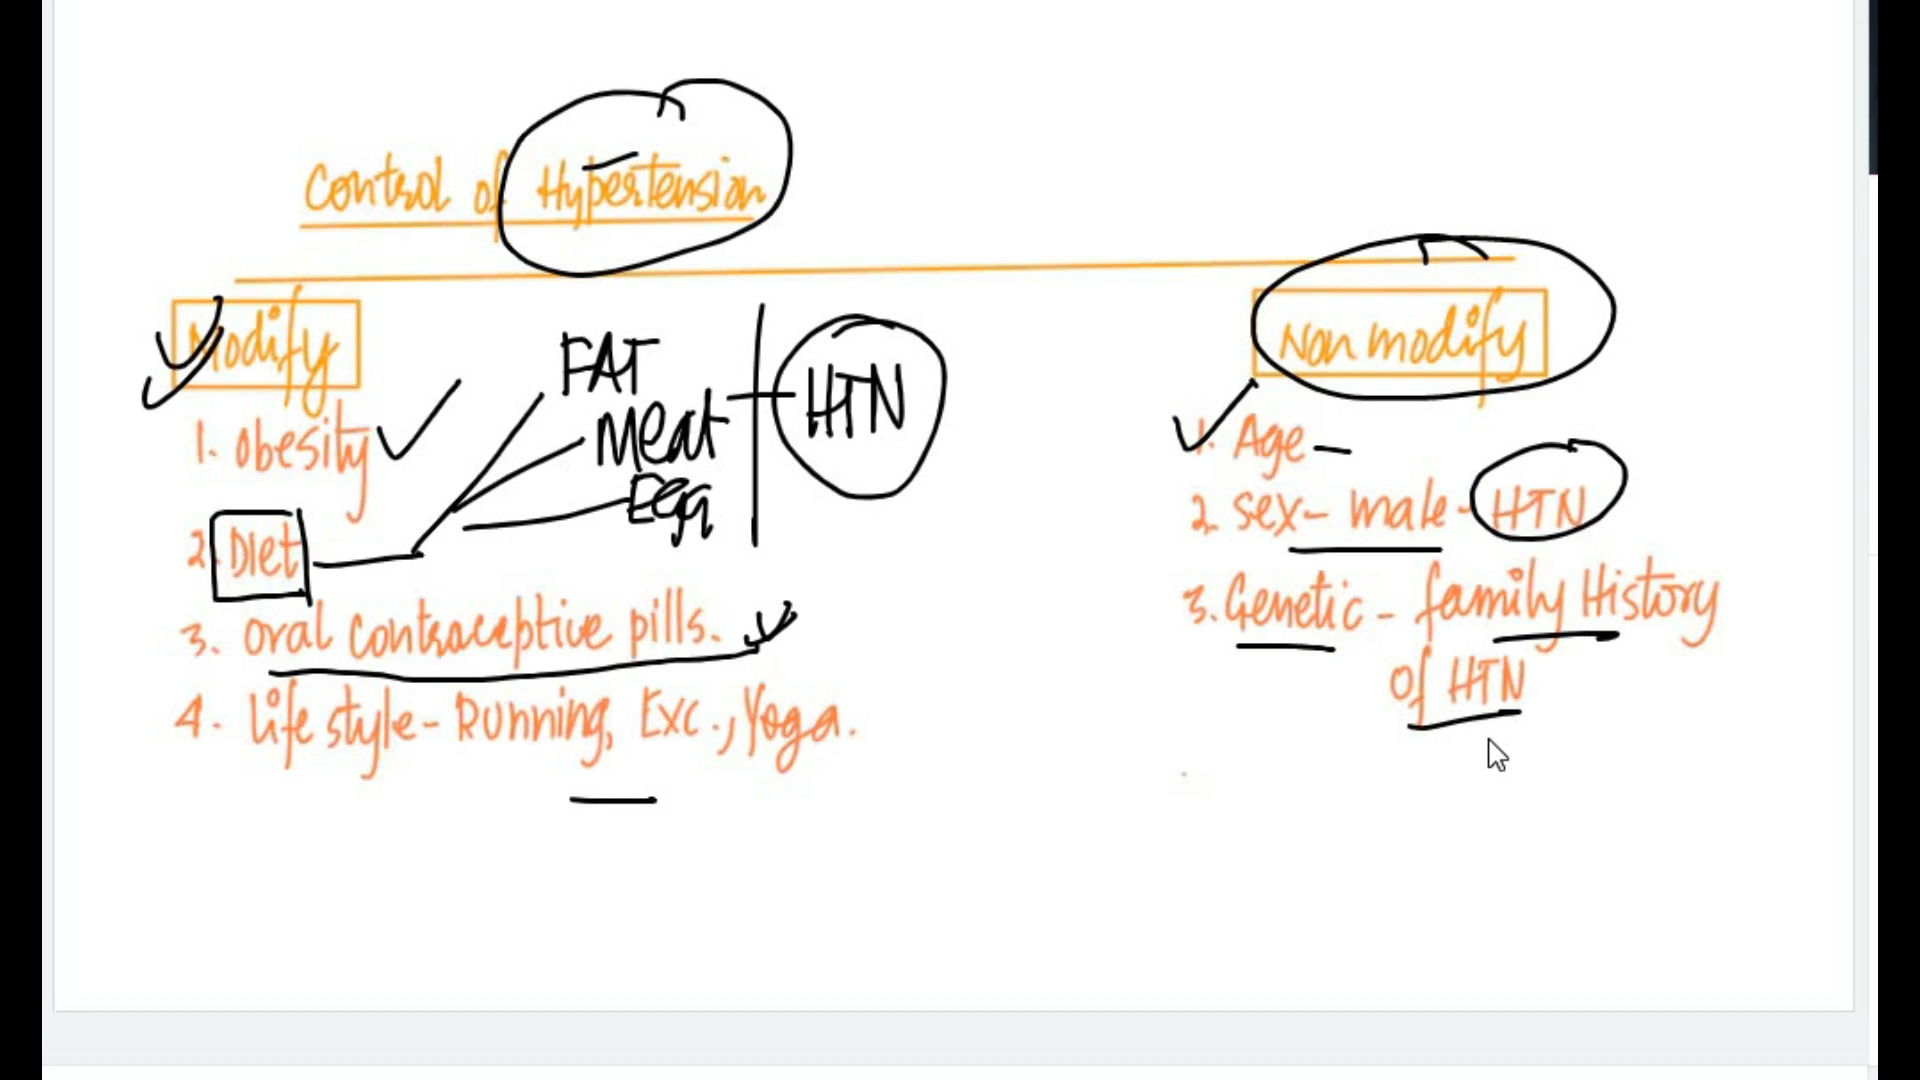 Control of Hypertension
Modify
1. Obesity
2. Diet
FAT
Meat
Egg
HTN
3. Oral Contraceptive pills.
4. Life style - Running, Exc., Yoga.
Non modify
1. Age -
2. Sex - male - HTN
3. Genetic - family History
of HTN